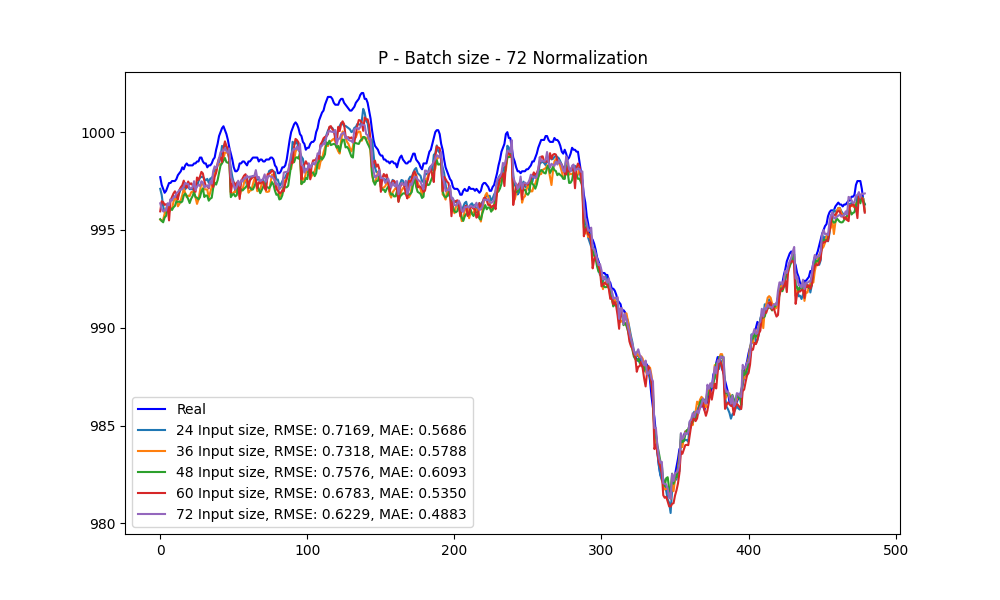 P - Batch size - 72 Normalization
1000
995
990
985
980
Real
24 Input size, RMSE: 0.7169, MAE: 0.5686
36 Input size, RMSE: 0.7318, MAE: 0.5788
48 Input size, RMSE: 0.7576, MAE: 0.6093
60 Input size, RMSE: 0.6783, MAE: 0.5350
72 Input size, RMSE: 0.6229, MAE: 0.4883
0 100 200 300 400 500